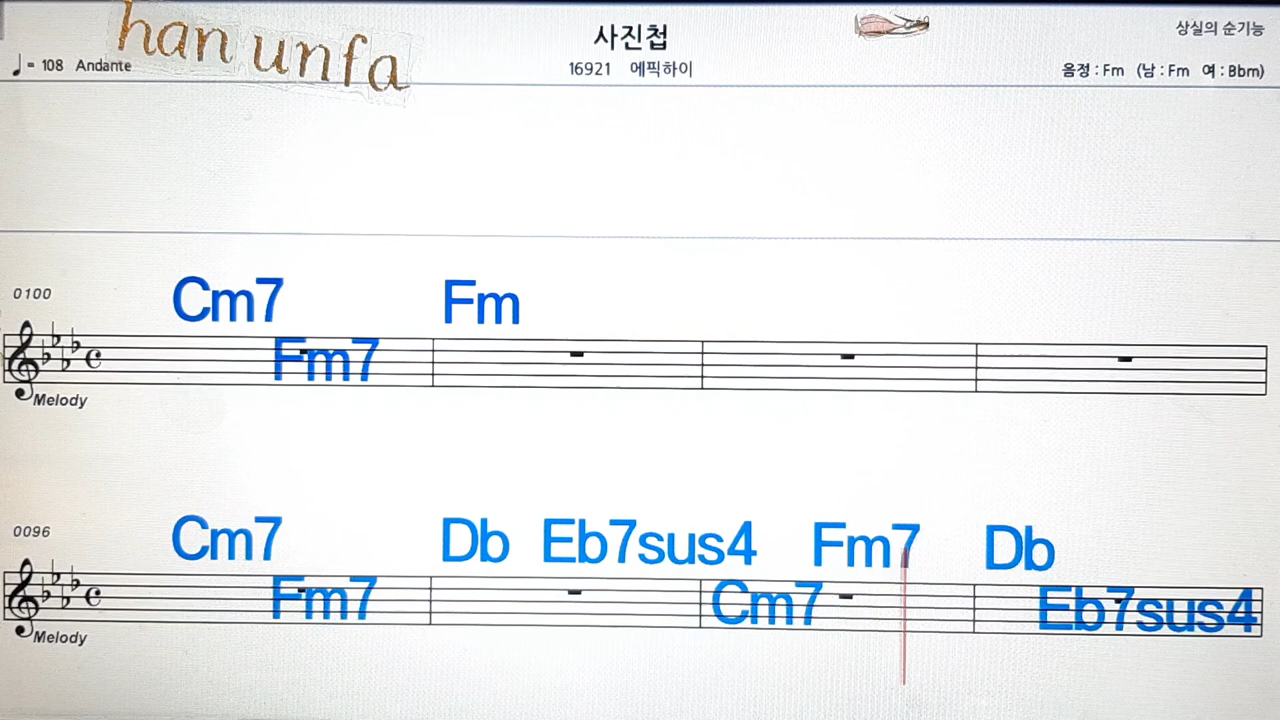 han unfa
사진첩
상실의 순기능
♩= 108 Andante
16921 에픽하이
음정 : Fm (남 : Fm 여 : Bbm)
0100
Cm7 Fm
Fm7
Melody
0096
Cm7 Db Eb7sus4 Fm7 Db
Fm7 Cm7 Eb7sus4
Melody